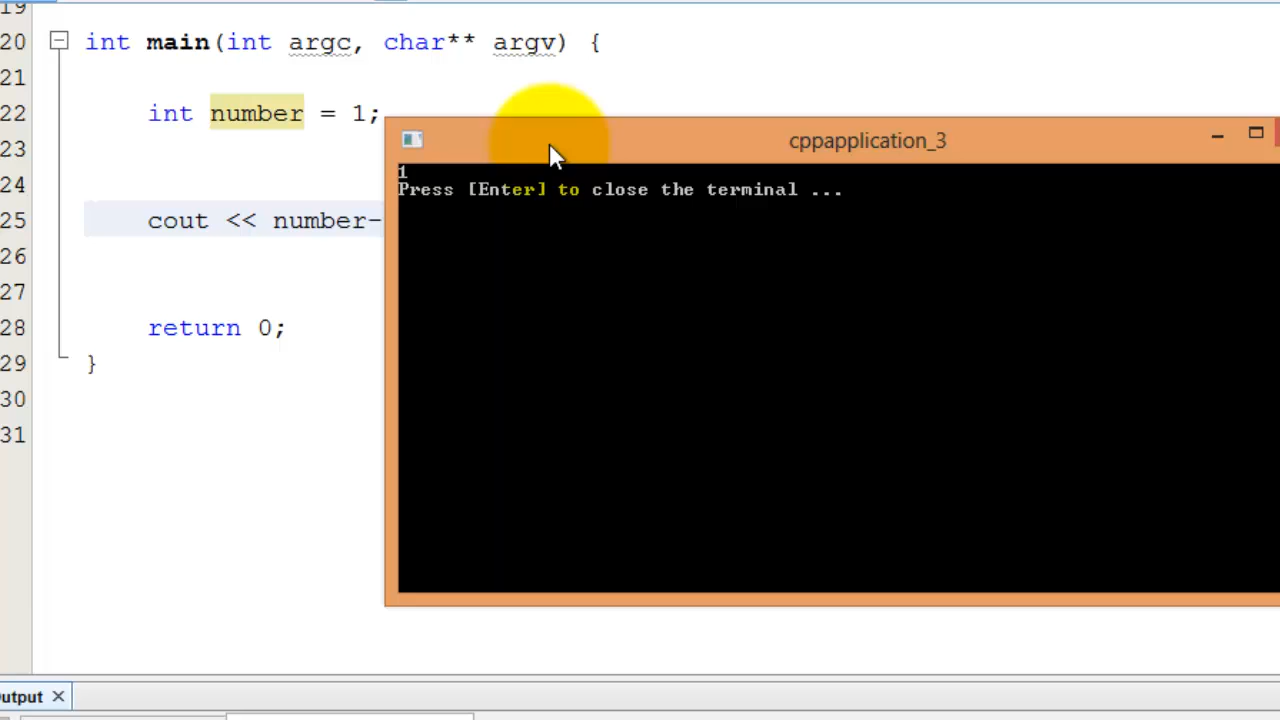 19
20 int main(int argc, char** argv) {
21
22 int number = 1;
23
24
25 cout << number-
26
27
28 return 0;
29 }
30
31
cppapplication_3
1
Press [Enter] to close the terminal ...
utput